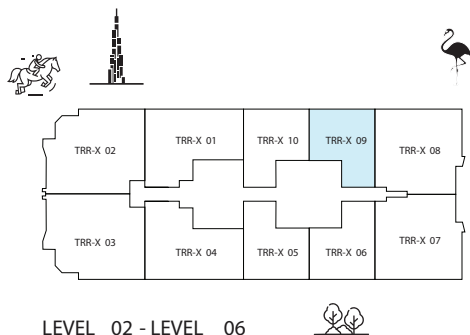 TRR-X 02
TRR-X 01
TRR-X 10
TRR-X 09
TRR-X 08
TRR-X 03
TRR-X 04
TRR-X 05
TRR-X 06
TRR-X 07
LEVEL 02 - LEVEL 06